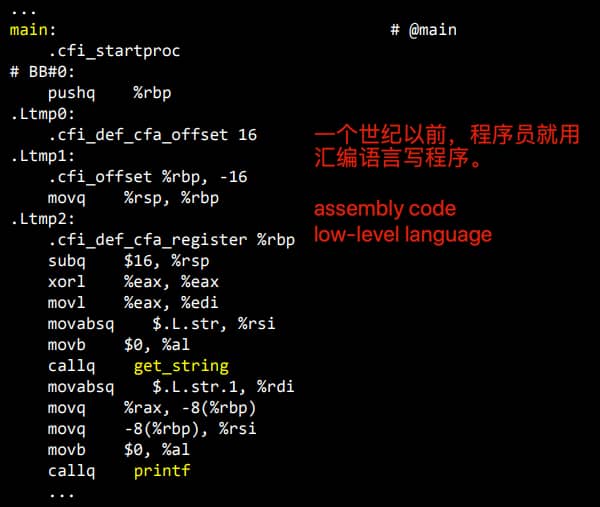 ...
main: # @main
.cfi_startproc
# BB#0:
pushq %rbp
.Ltmp0:
.cfi_def_cfa_offset 16
.Ltmp1:
.cfi_offset %rbp, -16
movq %rsp, %rbp
.Ltmp2:
.cfi_def_cfa_register %rbp
subq $16, %rsp
xorl %eax, %eax
movl %eax, %edi
movabsq $.L.str, %rsi
movb $0, %al
callq get_string
movabsq $.L.str.1, %rdi
movq %rax, -8(%rbp)
movq -8(%rbp), %rsi
movb $0, %al
callq printf
...
一个世纪以前，程序员就用
汇编语言写程序。
assembly code
low-level language